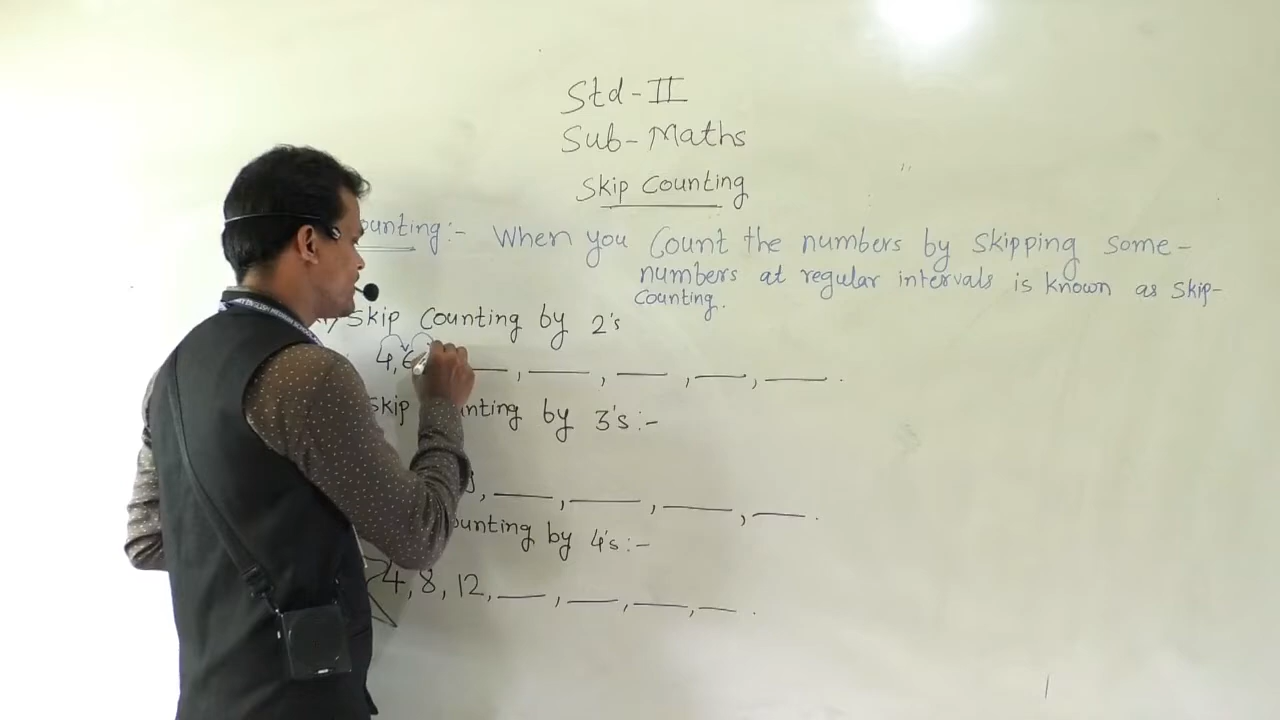 Std-II
Sub-Maths
Skip Counting
ounting:- When you Count the numbers by Skipping Some-
numbers at regular intervals is known as Skip-
Counting.
Skip Counting by 2's
4, 6 ___, ___, ___, ___, ___.
Skip nting by 3's:-
, ___, ___, ___, ___.
ounting by 4's:-
4, 8, 12, ___, ___, ___, ___.